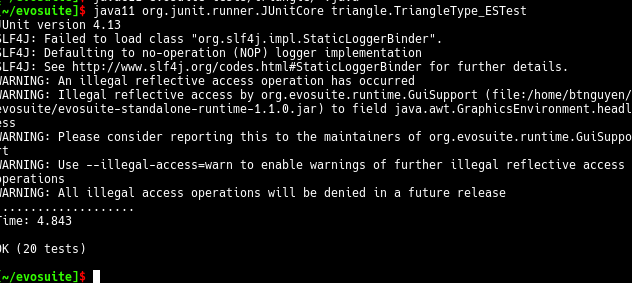 [~/evosuite]$ java11 org.junit.runner.JUnitCore triangle.TriangleType_ESTest
JUnit version 4.13
SLF4J: Failed to load class "org.slf4j.impl.StaticLoggerBinder".
SLF4J: Defaulting to no-operation (NOP) logger implementation
SLF4J: See http://www.slf4j.org/codes.html#StaticLoggerBinder for further details.
WARNING: An illegal reflective access operation has occurred
WARNING: Illegal reflective access by org.evosuite.runtime.GuiSupport (file:/home/btnguyen/
evosuite/evosuite-standalone-runtime-1.1.0.jar) to field java.awt.GraphicsEnvironment.headl
ess
WARNING: Please consider reporting this to the maintainers of org.evosuite.runtime.GuiSuppo
rt
WARNING: Use --illegal-access=warn to enable warnings of further illegal reflective access
operations
WARNING: All illegal access operations will be denied in a future release
....................
Time: 4.843
OK (20 tests)
[~/evosuite]$